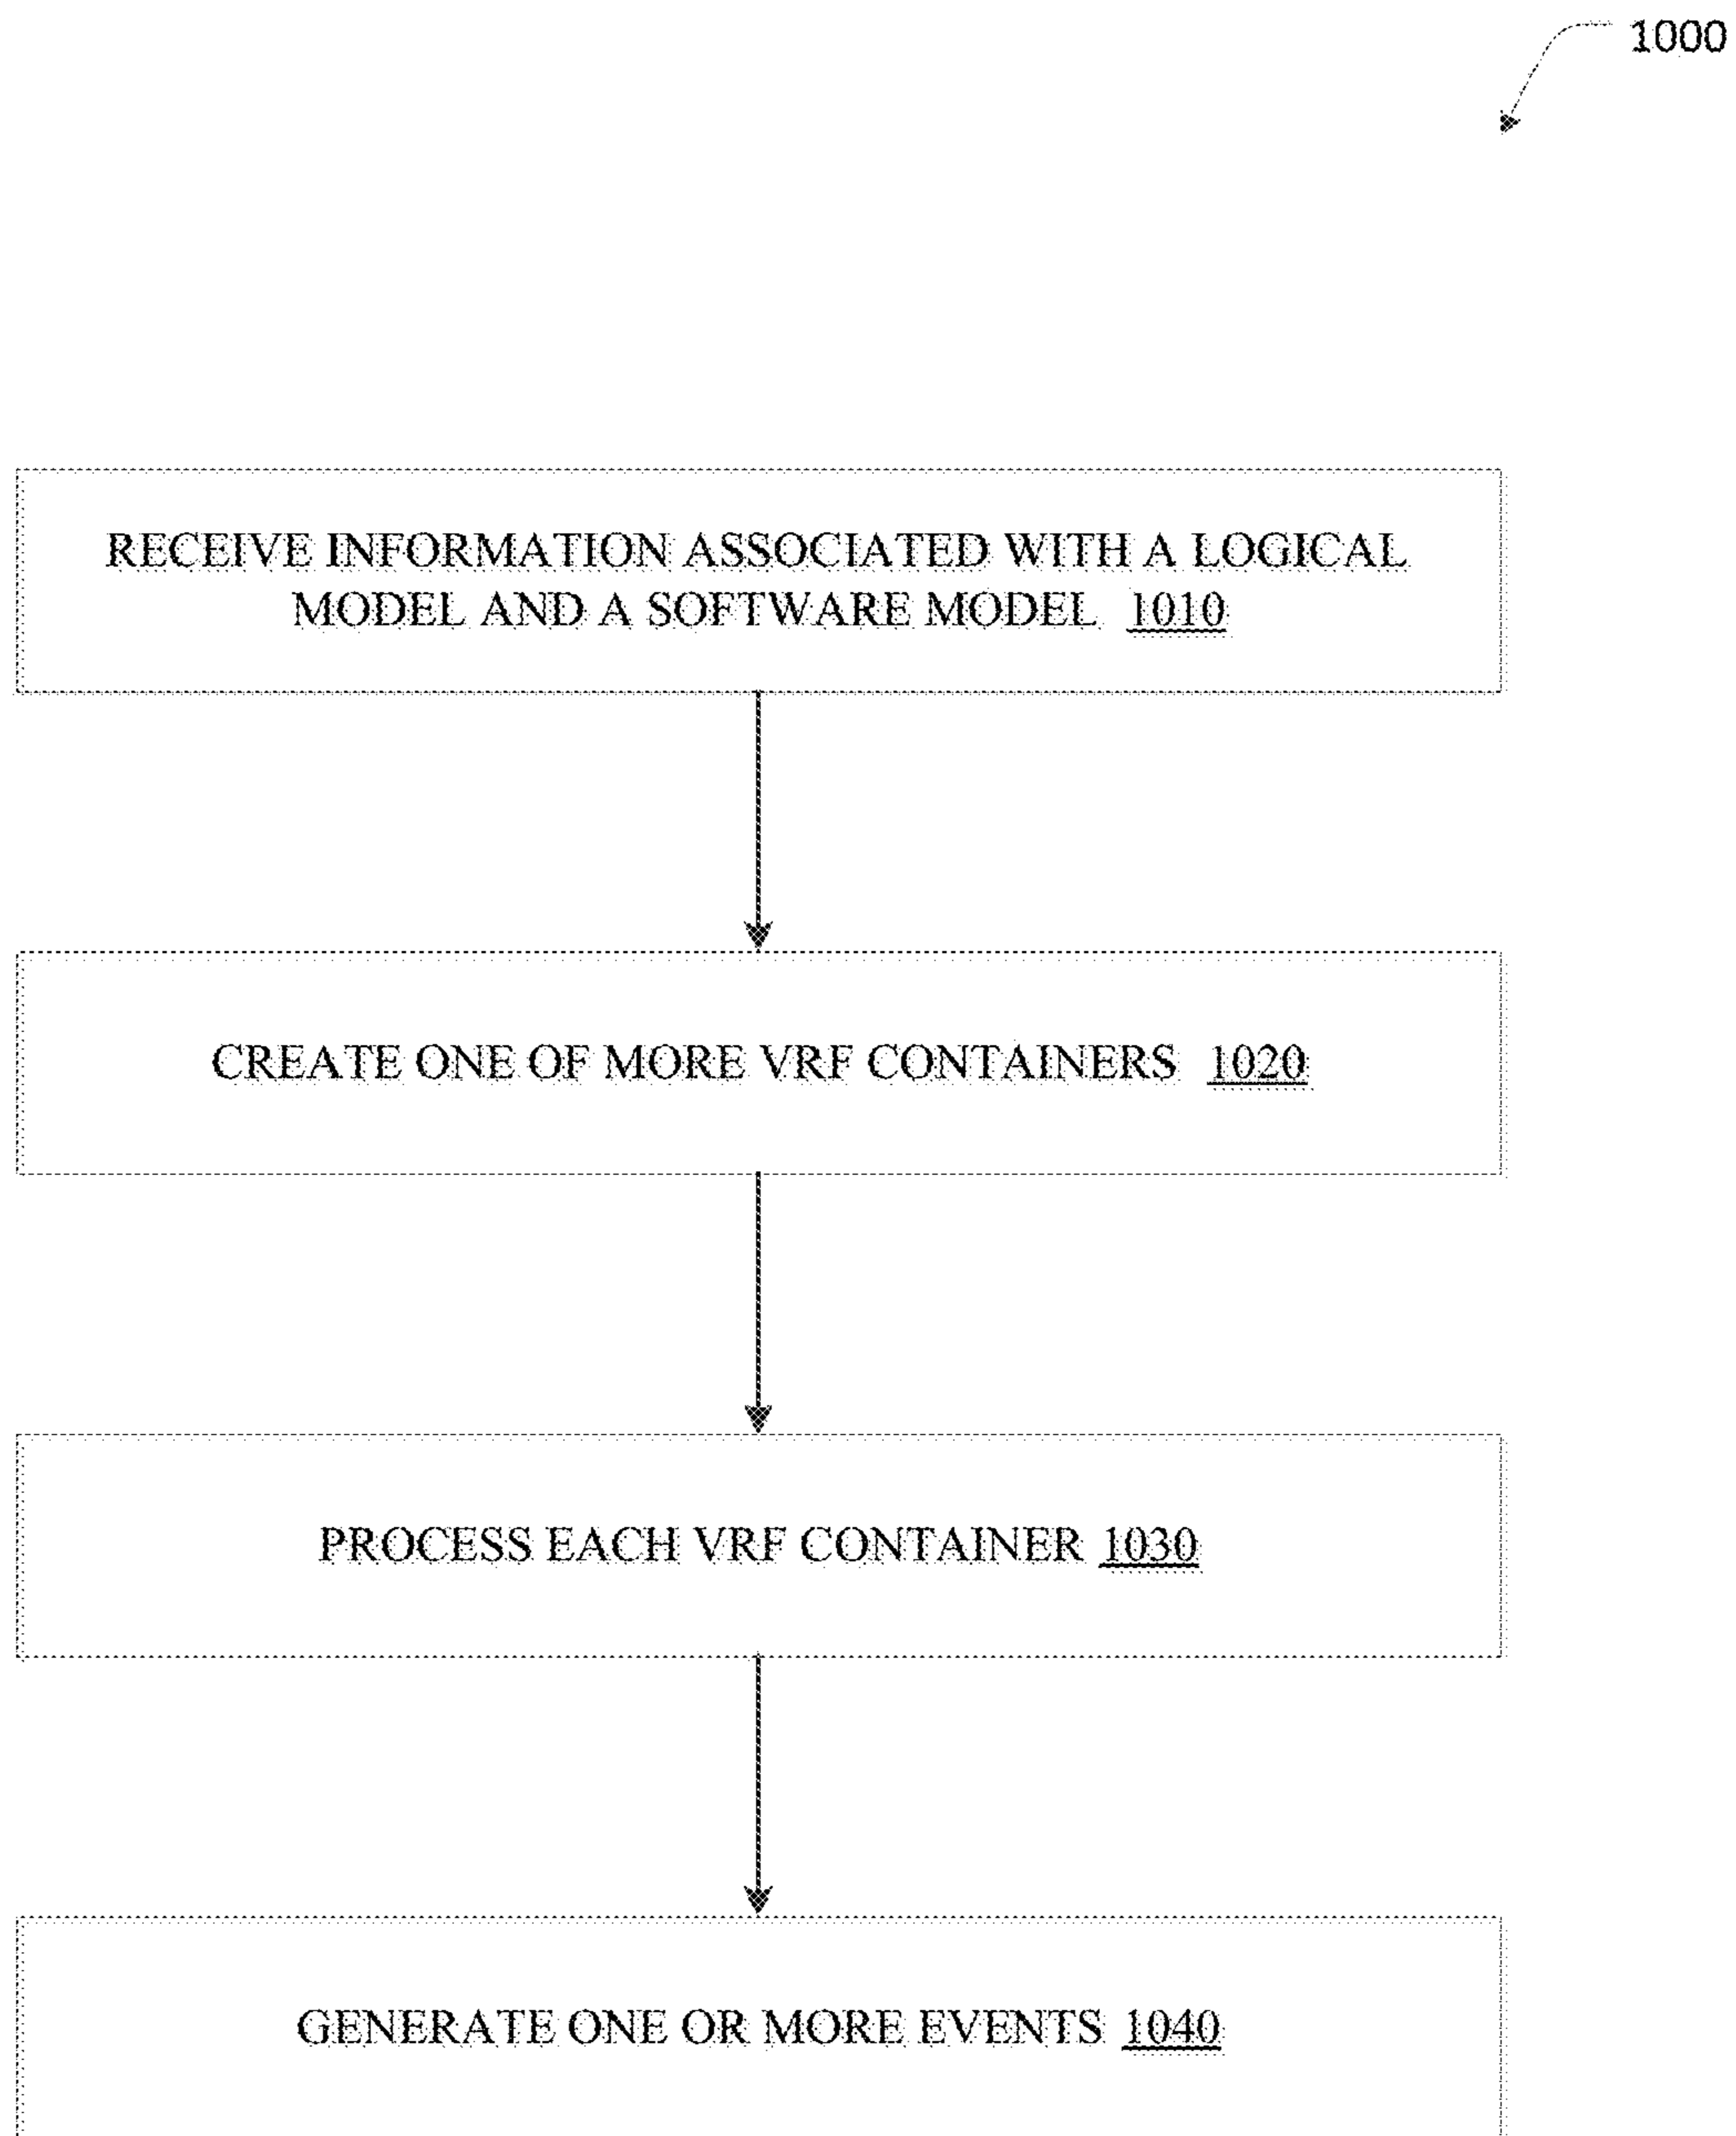 1000
RECEIVE INFORMATION ASSOCIATED WITH A LOGICAL
MODEL AND A SOFTWARE MODEL 1010
CREATE ONE OF MORE VRF CONTAINERS 1020
PROCESS EACH VRF CONTAINER 1030
GENERATE ONE OR MORE EVENTS 1040